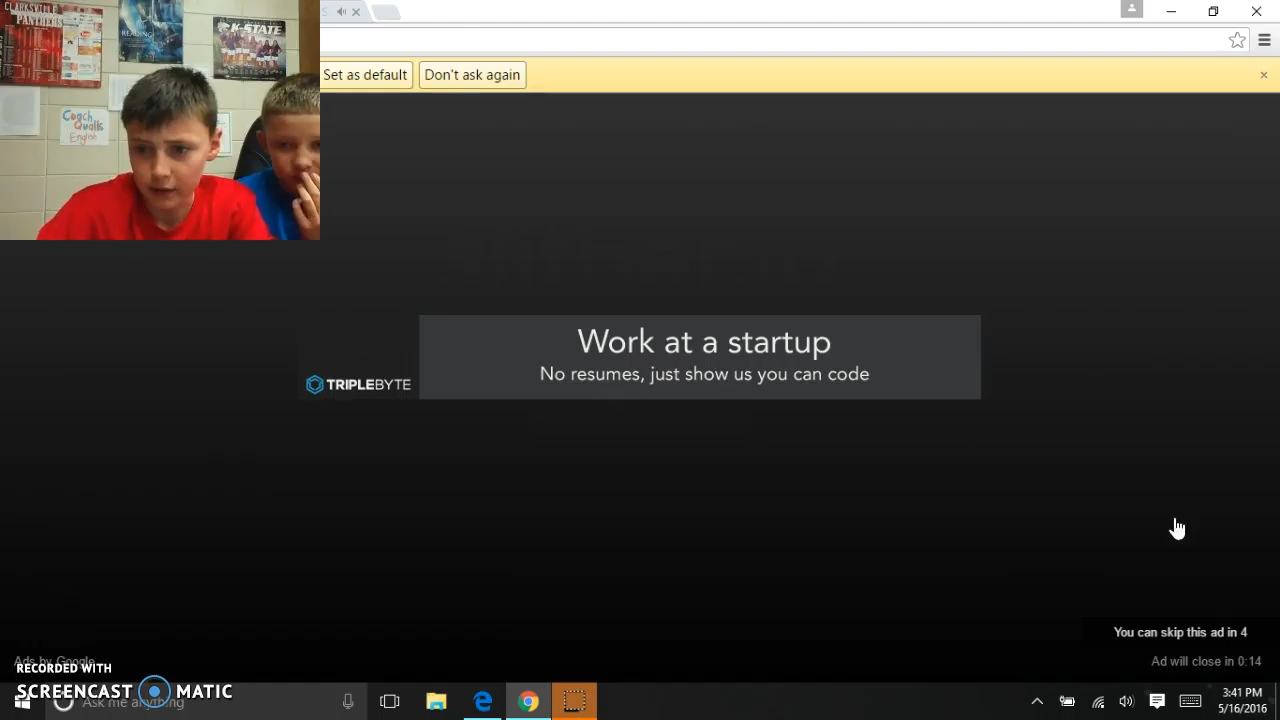 CLARKSVILLE
PANTHERS
READING
K-STATE
Coach
Qualls
English
S
Set as default
Don't ask again
Work at a startup
No resumes, just show us you can code
TRIPLEBYTE
You can skip this ad in 4
Ads by Google
Ad will close in 0:14
RECORDED WITH
SCREENCAST MATIC
Ask me anything
3:41 PM
5/16/2016